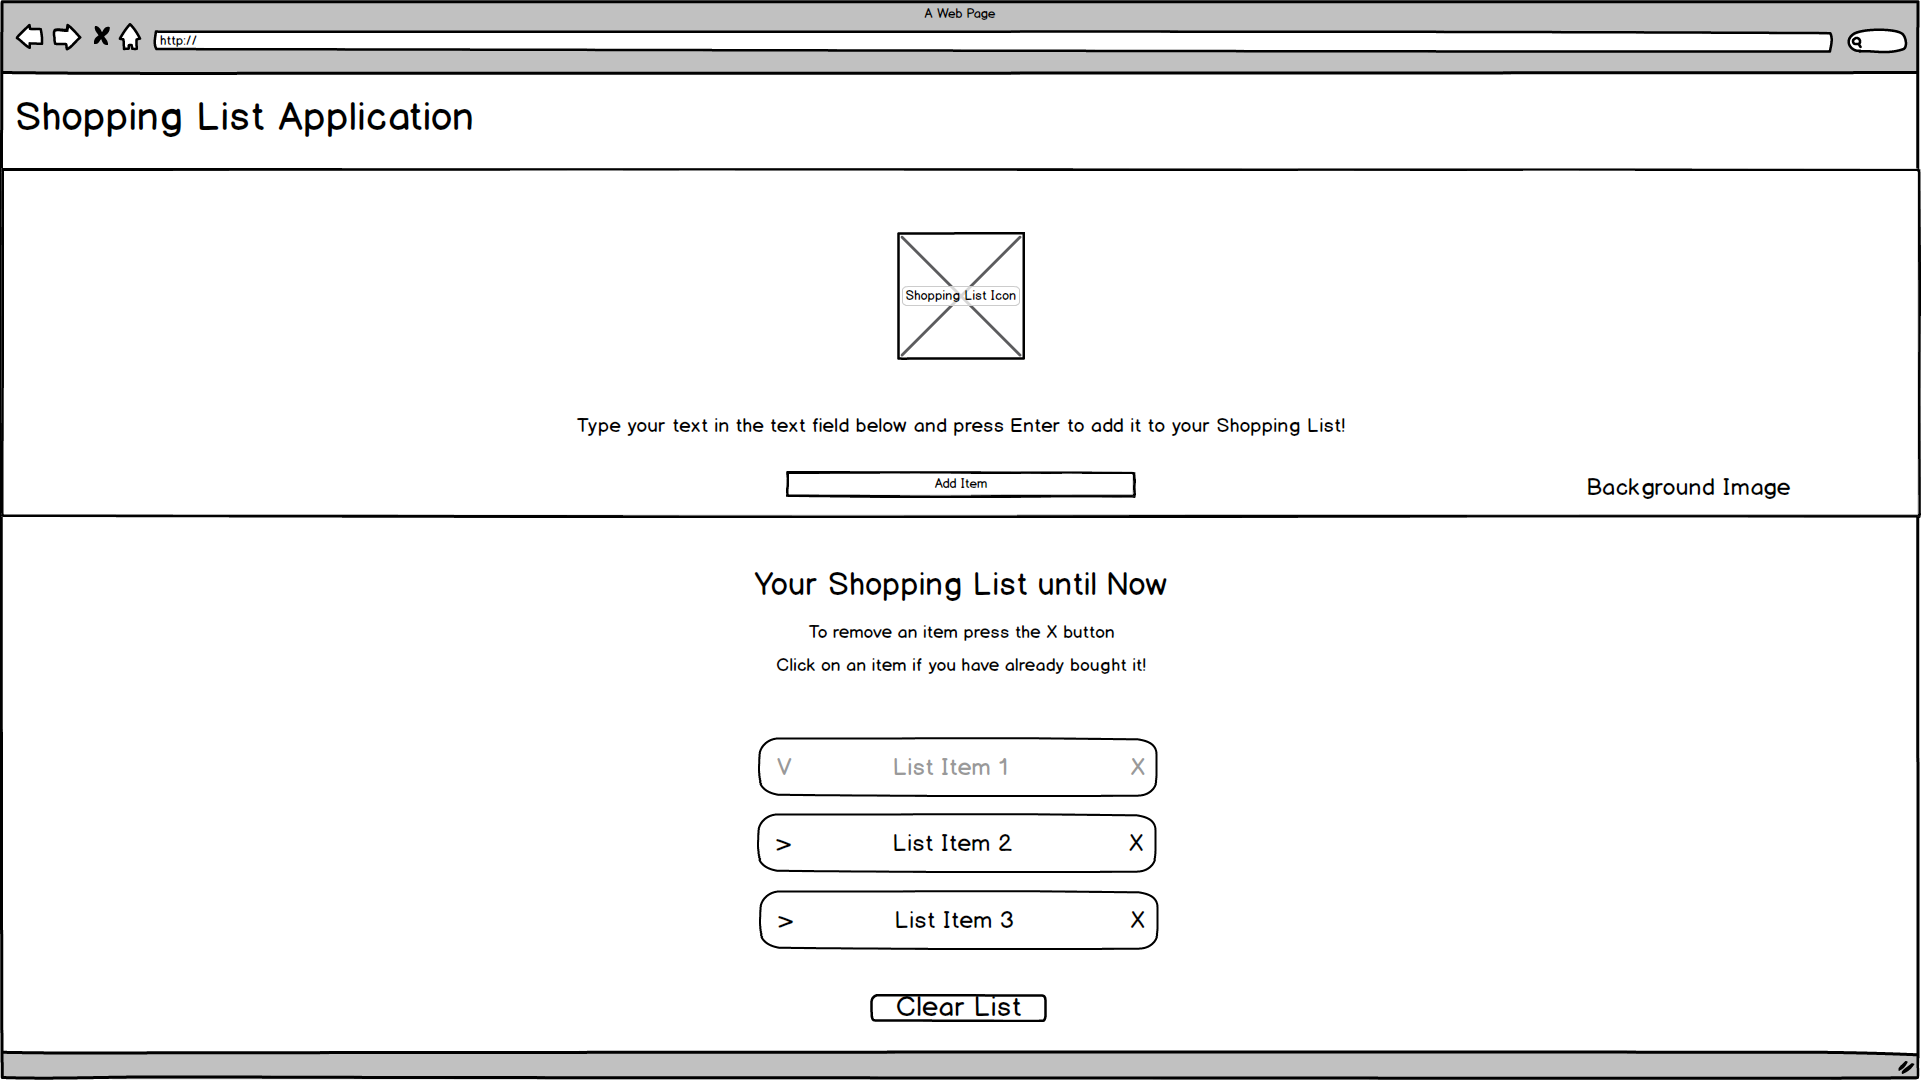 A Web Page
http://
Shopping List Application
Shopping List Icon
Type your text in the text field below and press Enter to add it to your Shopping List!
Add Item
Background Image
Your Shopping List until Now
To remove an item press the X button
Click on an item if you have already bought it!
V List Item 1 X
> List Item 2 X
> List Item 3 X
Clear List